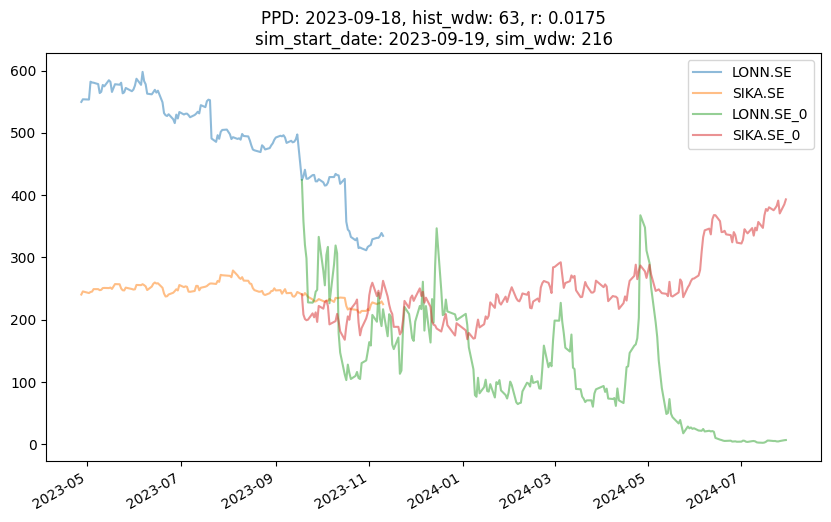 PPD: 2023-09-18, hist_wdw: 63, r: 0.0175
sim_start_date: 2023-09-19, sim_wdw: 216
LONN.SE
SIKA.SE
LONN.SE_0
SIKA.SE_0
600
500
400
300
200
100
0
2023-05
2023-07
2023-09
2023-11
2024-01
2024-03
2024-05
2024-07